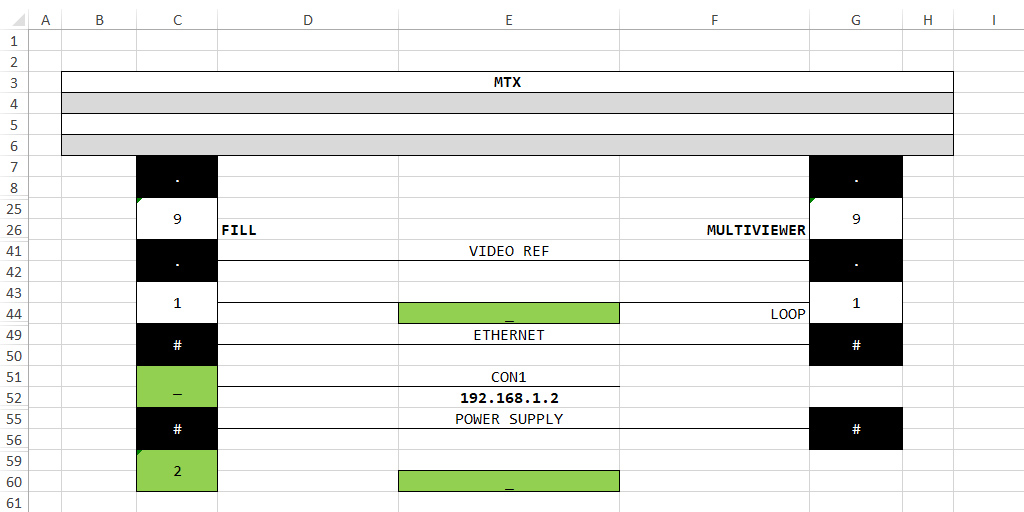 A B C D E F G H I
1
2
3 MTX
4
5
6
7
8 . .
25
9 9
26 FILL MULTIVIEWER
41 VIDEO REF
. .
42
43
1 1
44 _ LOOP
49 ETHERNET
# #
50
51 CON1
_
52 192.168.1.2
55 POWER SUPPLY
# #
56
59
2
60 _
61